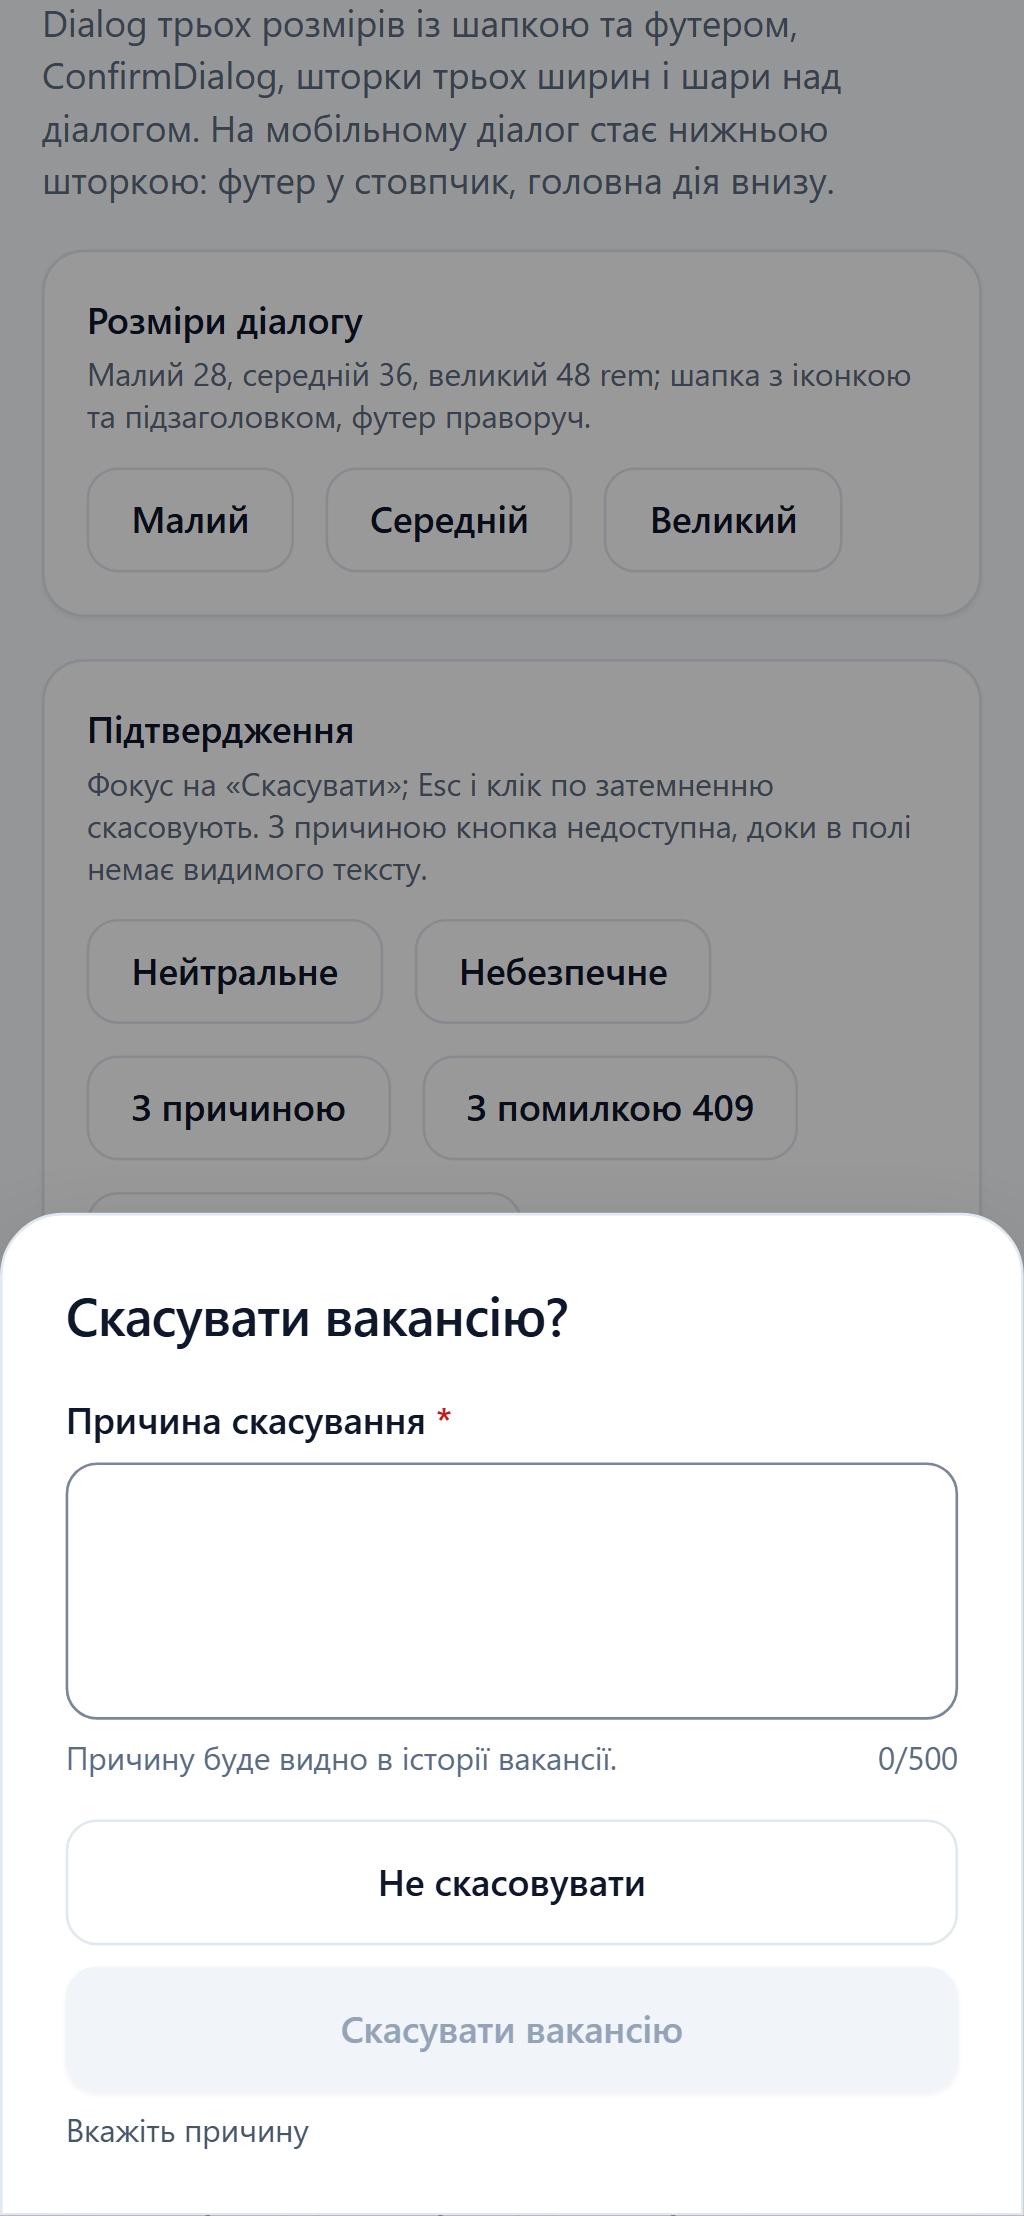 Dialog трьох розмірів із шапкою та футером,
ConfirmDialog, шторки трьох ширин і шари над
діалогом. На мобільному діалог стає нижньою
шторкою: футер у стовпчик, головна дія внизу.
Розміри діалогу
Малий 28, середній 36, великий 48 rem; шапка з іконкою
та підзаголовком, футер праворуч.
Малий
Середній
Великий
Підтвердження
Фокус на «Скасувати»; Esc і клік по затемненню
скасовують. З причиною кнопка недоступна, доки в полі
немає видимого тексту.
Нейтральне
Небезпечне
З причиною
З помилкою 409
Скасувати вакансію?
Причина скасування *
Причину буде видно в історії вакансії.
0/500
Не скасовувати
Скасувати вакансію
Вкажіть причину